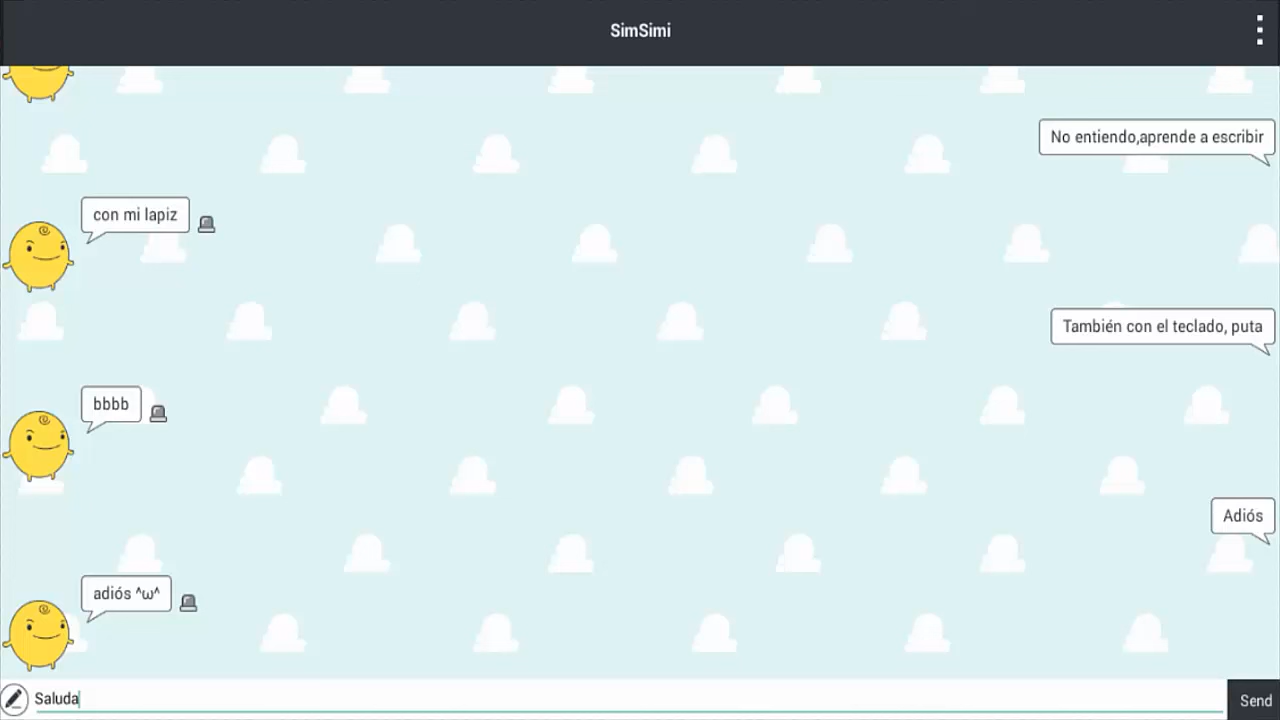 SimSimi
No entiendo,aprende a escribir
con mi lapiz
También con el teclado, puta
bbbb
Adiós
adiós ^ω^
Saluda
Send